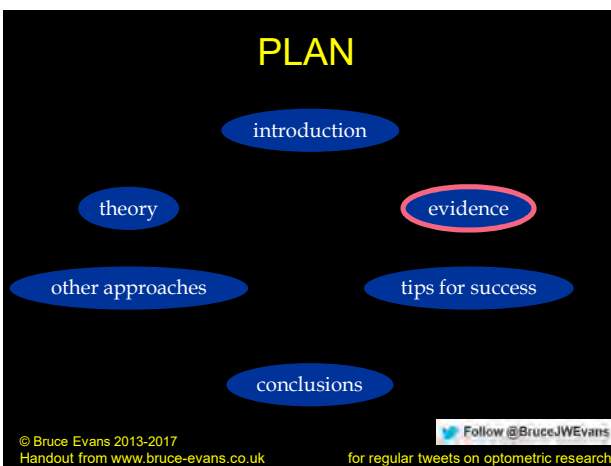 PLAN
introduction
theory
evidence
other approaches
tips for success
conclusions
Follow @BruceJWEvans
© Bruce Evans 2013-2017
Handout from www.bruce-evans.co.uk
for regular tweets on optometric research